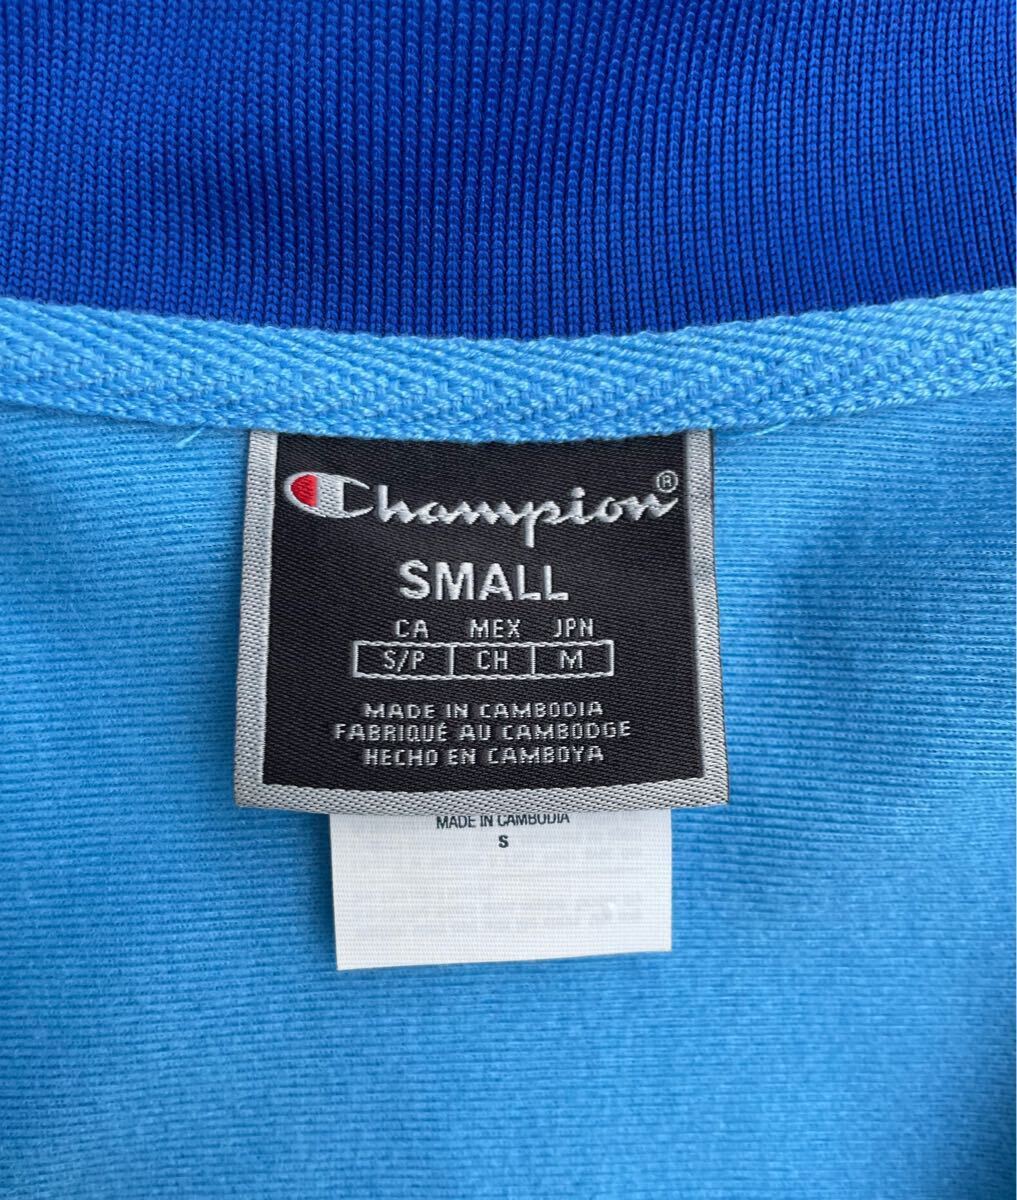 Champion®
SMALL
CA MEX JPN
S/P CH M
MADE IN CAMBODIA
FABRIQUÉ AU CAMBODGE
HECHO EN CAMBOYA
MADE IN CAMBODIA
S